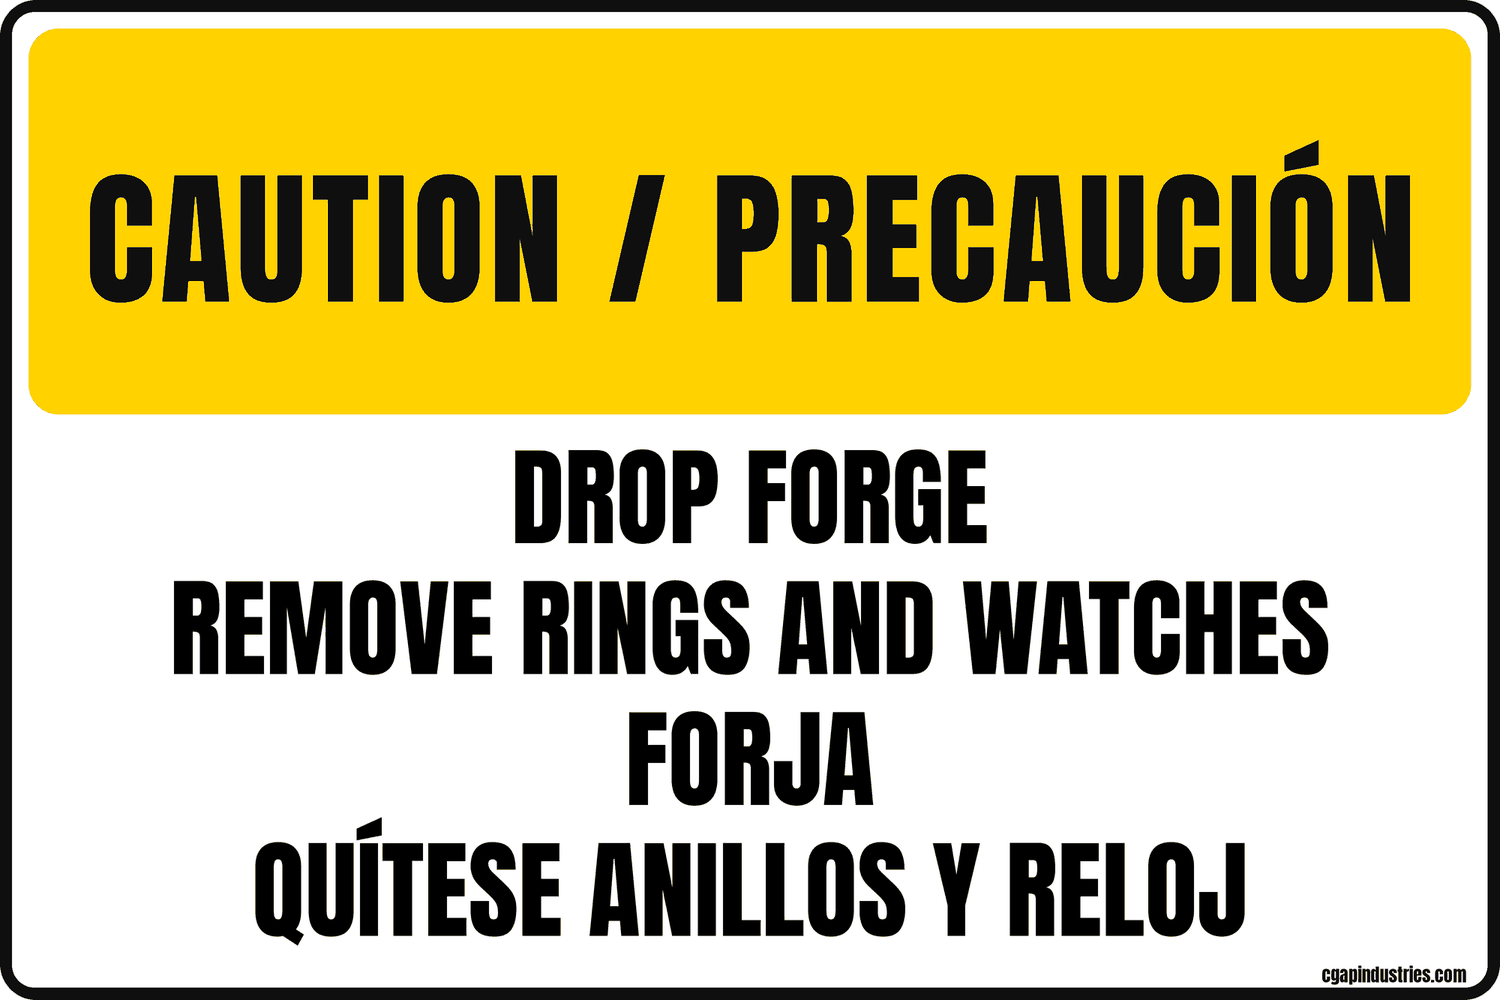 CAUTION / PRECAUCIÓN
DROP FORGE
REMOVE RINGS AND WATCHES
FORJA
QUÍTESE ANILLOS Y RELOJ
cgapindustries.com